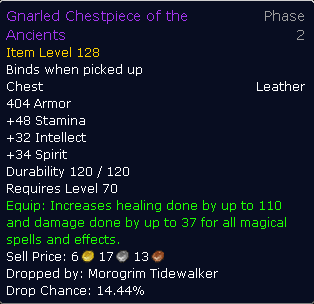 Gnarled Chestpiece of the Phase
Ancients 2
Item Level 128
Binds when picked up
Chest Leather
404 Armor
+48 Stamina
+32 Intellect
+34 Spirit
Durability 120 / 120
Requires Level 70
Equip: Increases healing done by up to 110
and damage done by up to 37 for all magical
spells and effects.
Sell Price: 6 17 13
Dropped by: Morogrim Tidewalker
Drop Chance: 14.44%